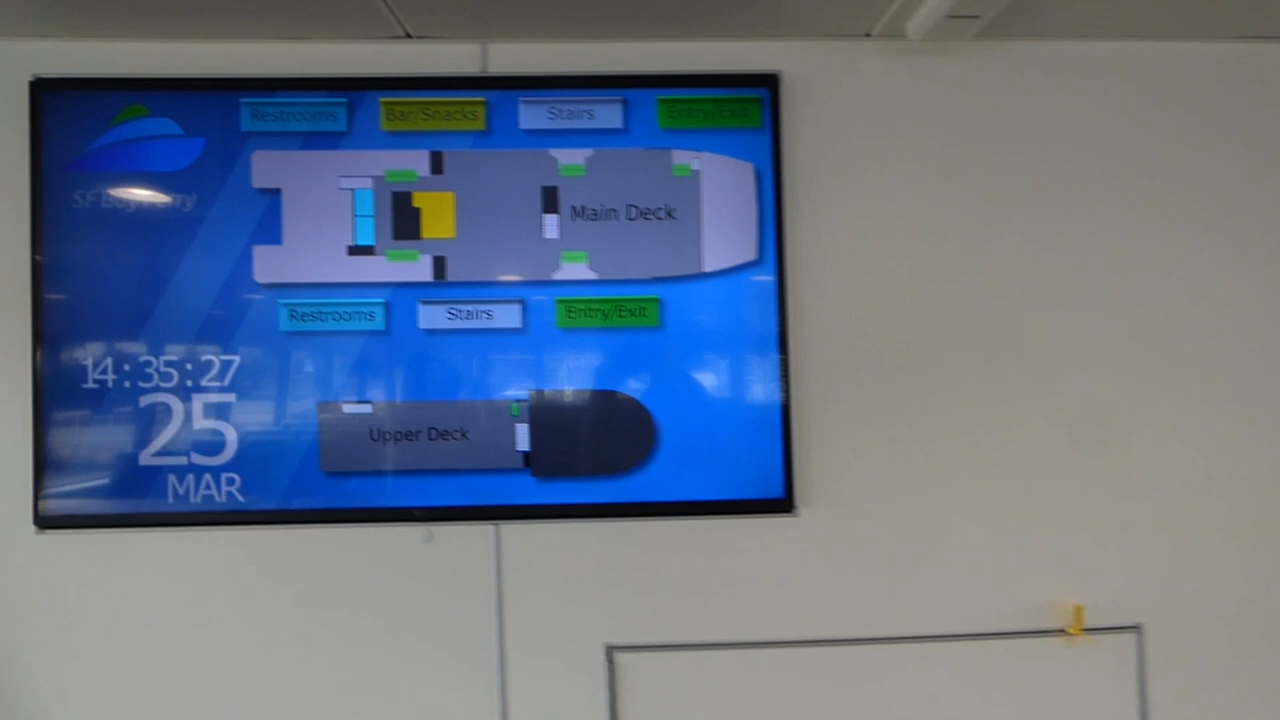 Restrooms
Bar/Snacks
Stairs
Entry/Exit
SF Bay Ferry
Main Deck
Restrooms
Stairs
Entry/Exit
14:35:27
25
MAR
Upper Deck